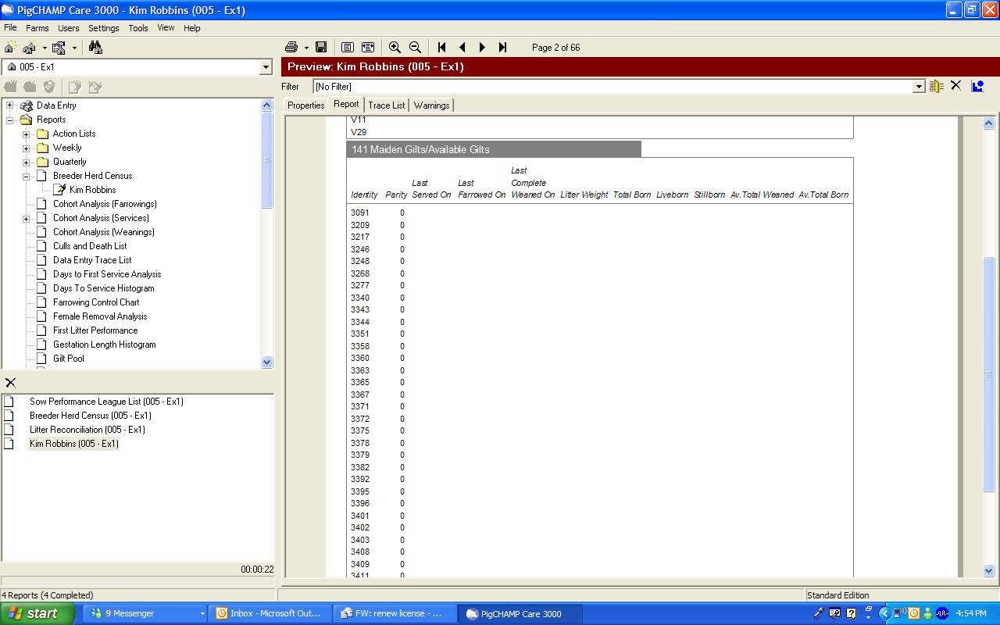 PigCHAMP Care 3000 - Kim Robbins (005 - Ex1)
File Farms Users Settings Tools View Help
Page 2 of 66
005 - Ex1
Preview: Kim Robbins (005 - Ex1)
Filter [No Filter]
Properties Report Trace List Warnings
Data Entry
Reports
Action Lists
Weekly
Quarterly
Breeder Herd Census
Kim Robbins
Cohort Analysis (Farrowings)
Cohort Analysis (Services)
Cohort Analysis (Weanings)
Culls and Death List
Data Entry Trace List
Days to First Service Analysis
Days To Service Histogram
Farrowing Control Chart
Female Removal Analysis
First Litter Performance
Gestation Length Histogram
Gilt Pool
Sow Performance League List (005 - Ex1)
Breeder Herd Census (005 - Ex1)
Litter Reconciliation (005 - Ex1)
Kim Robbins (005 - Ex1)
00:00:22
V11
V29
141 Maiden Gilts/Available Gilts
Last
Last Last Complete
Identity Parity Served On Farrowed On Weaned On Litter Weight Total Born Liveborn Stillborn Av.Total Weaned Av.Total Born
3091 0
3209 0
3217 0
3246 0
3248 0
3268 0
3277 0
3340 0
3343 0
3344 0
3351 0
3358 0
3360 0
3363 0
3365 0
3367 0
3371 0
3372 0
3375 0
3378 0
3379 0
3382 0
3392 0
3395 0
3396 0
3401 0
3402 0
3403 0
3408 0
3409 0
3411 0
4 Reports (4 Completed)
Standard Edition
start 9 Messenger Inbox - Microsoft Out... FW: renew license - ... PigCHAMP Care 3000 4:54 PM